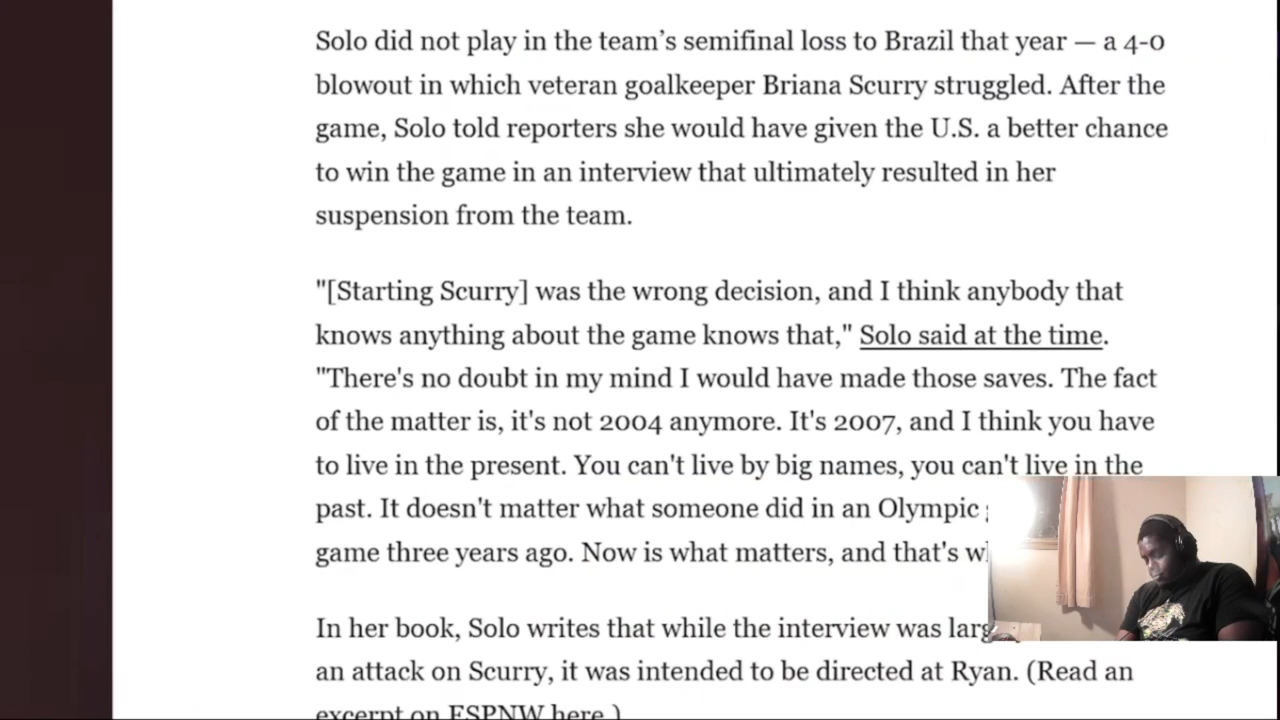 Solo did not play in the team’s semifinal loss to Brazil that year — a 4-0
blowout in which veteran goalkeeper Briana Scurry struggled. After the
game, Solo told reporters she would have given the U.S. a better chance
to win the game in an interview that ultimately resulted in her
suspension from the team.
"[Starting Scurry] was the wrong decision, and I think anybody that
knows anything about the game knows that," Solo said at the time.
"There's no doubt in my mind I would have made those saves. The fact
of the matter is, it's not 2004 anymore. It's 2007, and I think you have
to live in the present. You can't live by big names, you can't live in the
past. It doesn't matter what someone did in an Olympic
game three years ago. Now is what matters, and that's
In her book, Solo writes that while the interview was
an attack on Scurry, it was intended to be directed at Ryan. (Read an
excerpt on ESPNW here.)